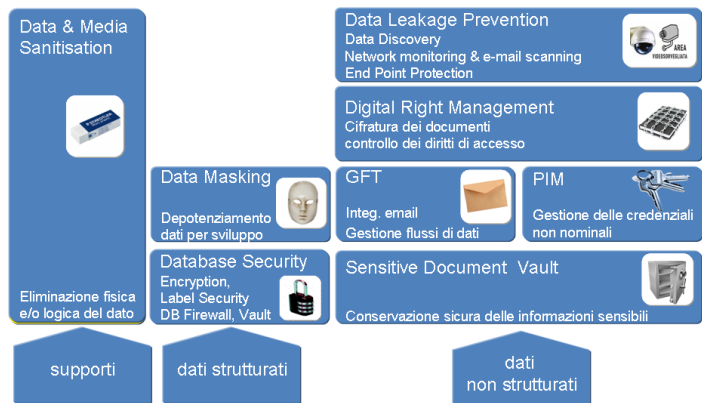 Data & Media
Sanitisation
Eliminazione fisica
e/o logica del dato
Data Leakage Prevention
Data Discovery
Network monitoring & e-mail scanning
End Point Protection
AREA
VIDEOSORVEGLIATA
Digital Right Management
Cifratura dei documenti
controllo dei diritti di accesso
Data Masking
Depotenziamento
dati per sviluppo
GFT
Integ. email
Gestione flussi di dati
PIM
Gestione delle credenziali
non nominali
Database Security
Encryption,
Label Security
DB Firewall, Vault
Sensitive Document Vault
Conservazione sicura delle informazioni sensibili
supporti
dati strutturati
dati
non strutturati